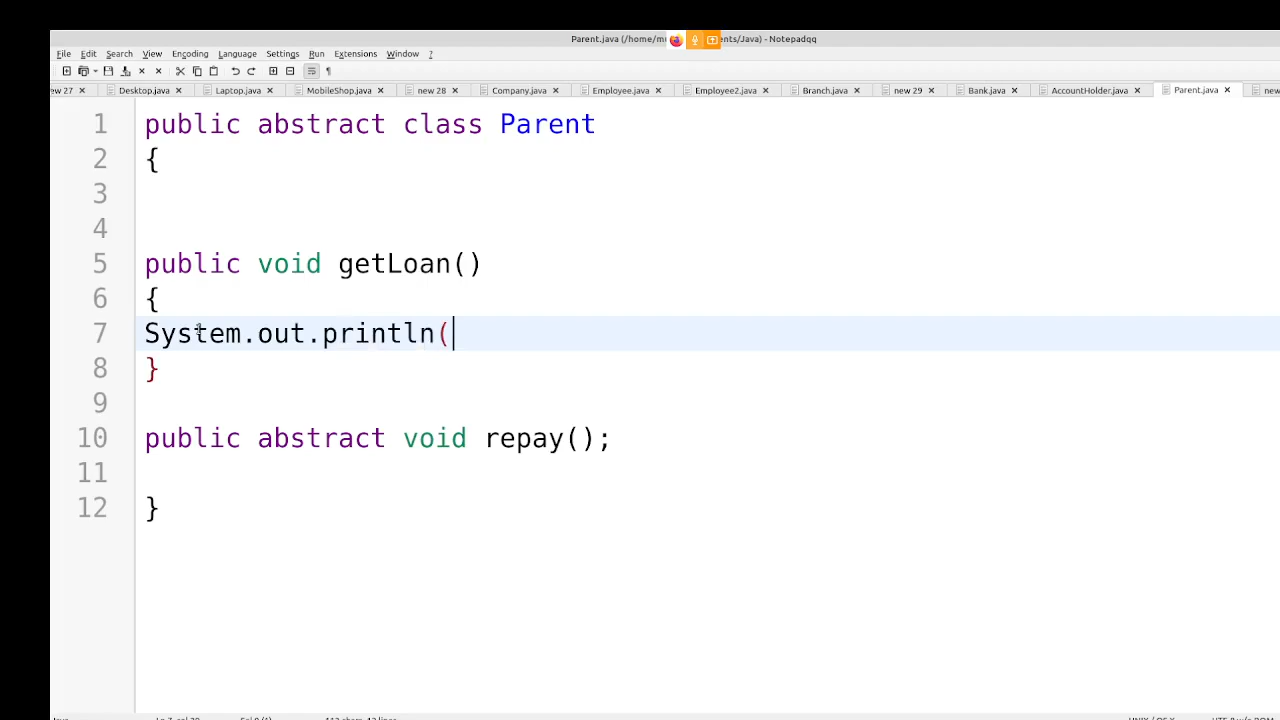 Parent.java (/home/m ents/Java) - Notepadqq
File Edit Search View Encoding Language Settings Run Extensions Window ?
ew 27 Desktop.java Laptop.java MobileShop.java new 28 Company.java Employee.java Employee2.java Branch.java new 29 Bank.java AccountHolder.java Parent.java new
1 public abstract class Parent
2 {
3
4
5 public void getLoan()
6 {
7 System.out.println(
8 }
9
10 public abstract void repay();
11
12 }